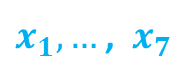 x₁, … , x₇